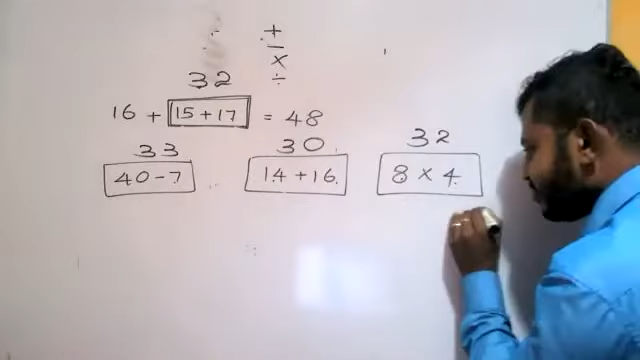 +
−
×
÷
32
16 + 15 + 17 = 48
33 30 32
40 - 7 14 + 16 8 × 4